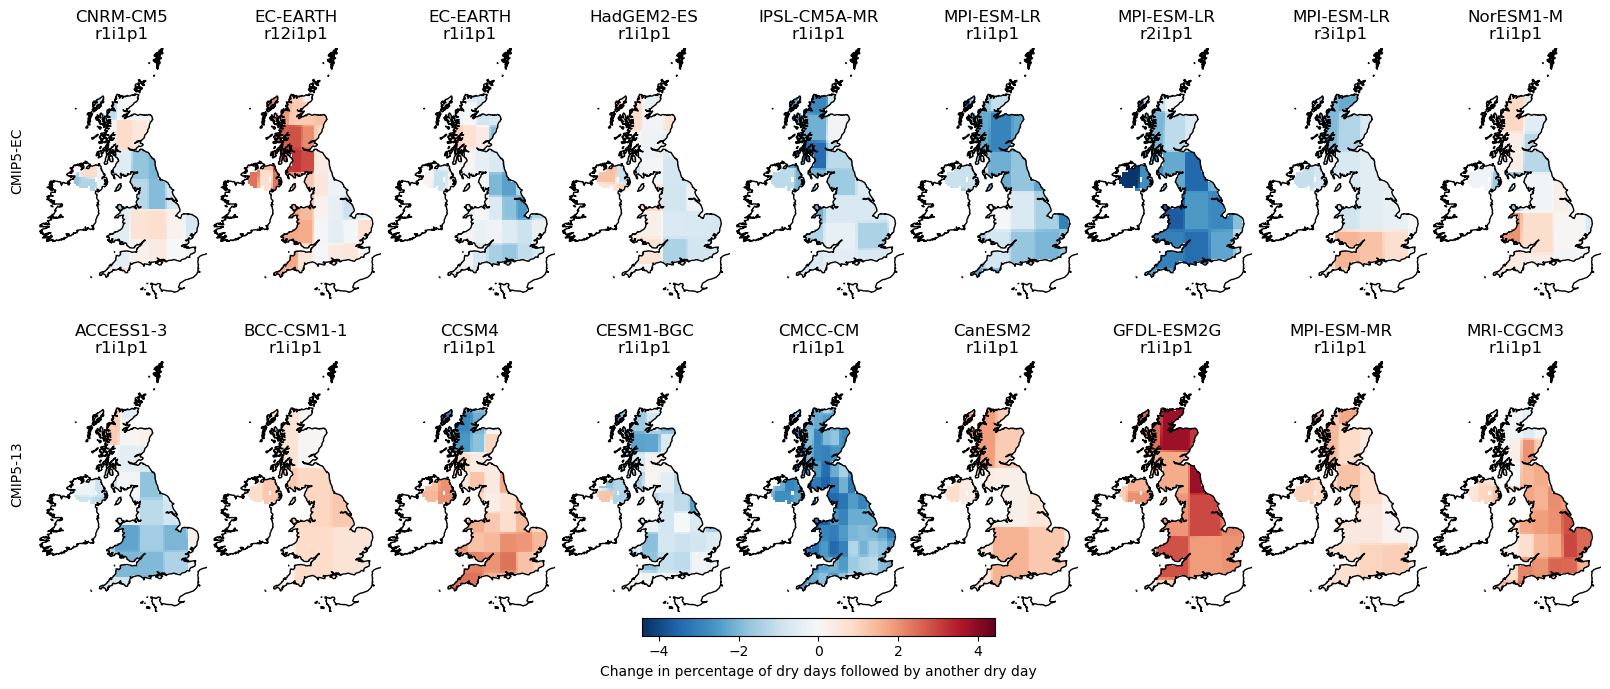 CNRM-CM5
r1i1p1
EC-EARTH
r12i1p1
EC-EARTH
r1i1p1
HadGEM2-ES
r1i1p1
IPSL-CM5A-MR
r1i1p1
MPI-ESM-LR
r1i1p1
MPI-ESM-LR
r2i1p1
MPI-ESM-LR
r3i1p1
NorESM1-M
r1i1p1
CMIP5-EC
ACCESS1-3
r1i1p1
BCC-CSM1-1
r1i1p1
CCSM4
r1i1p1
CESM1-BGC
r1i1p1
CMCC-CM
r1i1p1
CanESM2
r1i1p1
GFDL-ESM2G
r1i1p1
MPI-ESM-MR
r1i1p1
MRI-CGCM3
r1i1p1
CMIP5-13
−4 −2 0 2 4
Change in percentage of dry days followed by another dry day